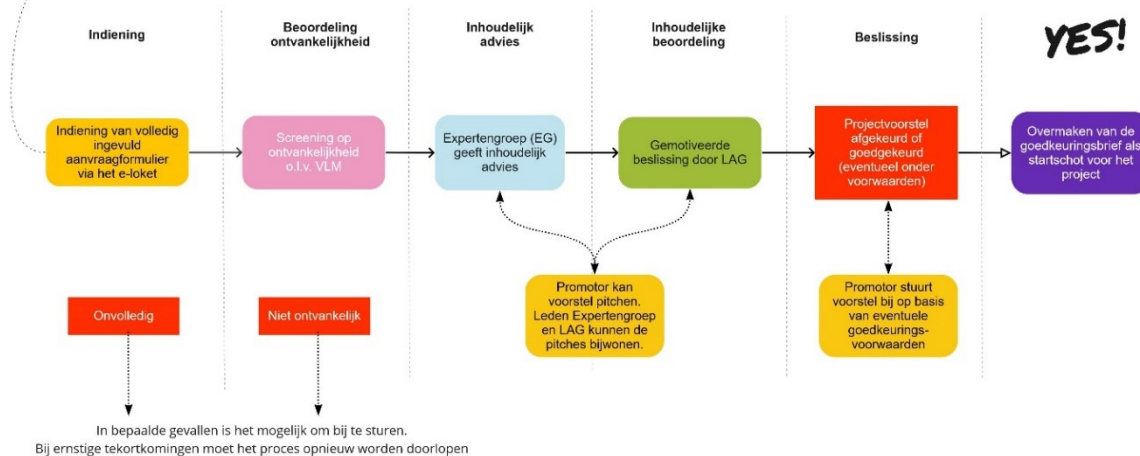 Indiening
Beoordeling
ontvankelijkheid
Inhoudelijk
advies
Inhoudelijke
beoordeling
Beslissing
YES!
Indiening van volledig
ingevuld
aanvraagformulier
via het e-loket
Screening op
ontvankelijkheid
o.l.v. VLM
Expertengroep (EG)
geeft inhoudelijk
advies
Gemotiveerde
beslissing door LAG
Projectvoorstel
afgekeurd of
goedgekeurd
(eventueel onder
voorwaarden)
Overmaken van de
goedkeuringsbrief als
startschot voor het
project
Onvolledig
Niet ontvankelijk
Promotor kan
voorstel pitchen.
Leden Expertengroep
en LAG kunnen de
pitches bijwonen.
Promotor stuurt
voorstel bij op basis
van eventuele
goedkeurings-
voorwaarden
In bepaalde gevallen is het mogelijk om bij te sturen.
Bij ernstige tekortkomingen moet het proces opnieuw worden doorlopen